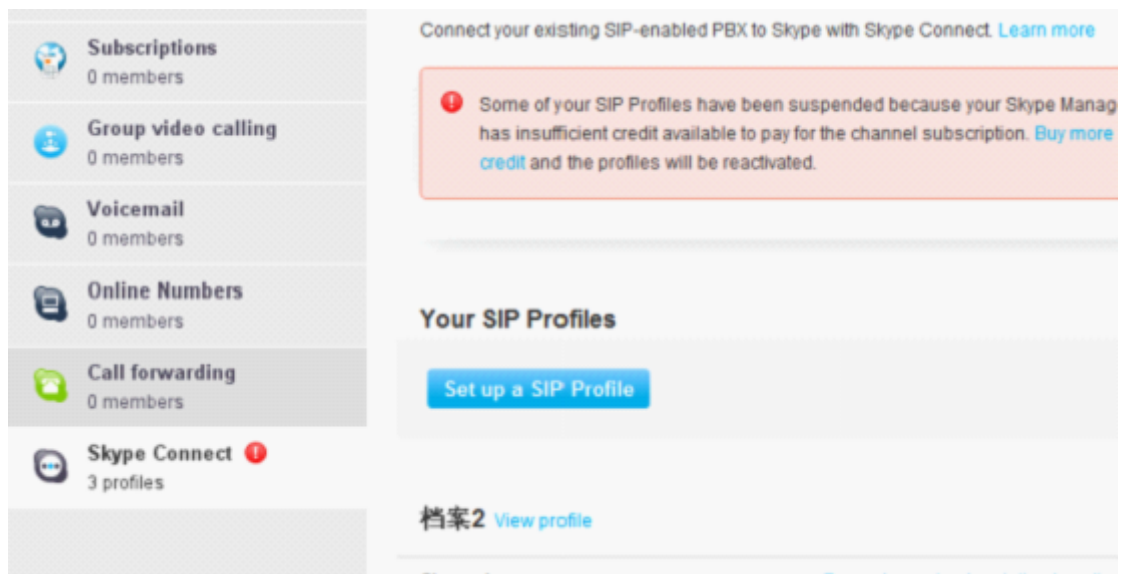 Subscriptions
0 members
Group video calling
0 members
Voicemail
0 members
Online Numbers
0 members
Call forwarding
0 members
Skype Connect
3 profiles
Connect your existing SIP-enabled PBX to Skype with Skype Connect. Learn more
Some of your SIP Profiles have been suspended because your Skype Manag
has insufficient credit available to pay for the channel subscription. Buy more
credit and the profiles will be reactivated.
Your SIP Profiles
Set up a SIP Profile
档案2 View profile